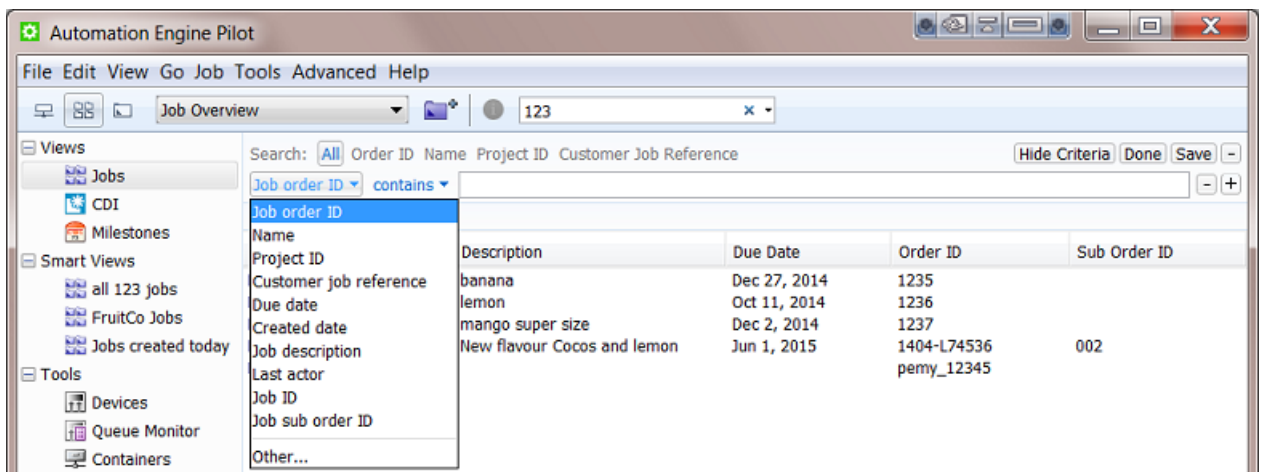 Automation Engine Pilot
File Edit View Go Job Tools Advanced Help
Job Overview 123
Views
Jobs
CDI
Milestones
Smart Views
all 123 jobs
FruitCo Jobs
Jobs created today
Tools
Devices
Queue Monitor
Containers
Search: All Order ID Name Project ID Customer Job Reference Hide Criteria Done Save
Job order ID contains
Job order ID
Name
Project ID
Customer job reference
Due date
Created date
Job description
Last actor
Job ID
Job sub order ID
Other...
Description Due Date Order ID Sub Order ID
banana Dec 27, 2014 1235
lemon Oct 11, 2014 1236
mango super size Dec 2, 2014 1237
New flavour Cocos and lemon Jun 1, 2015 1404-L74536 002
pemy_12345